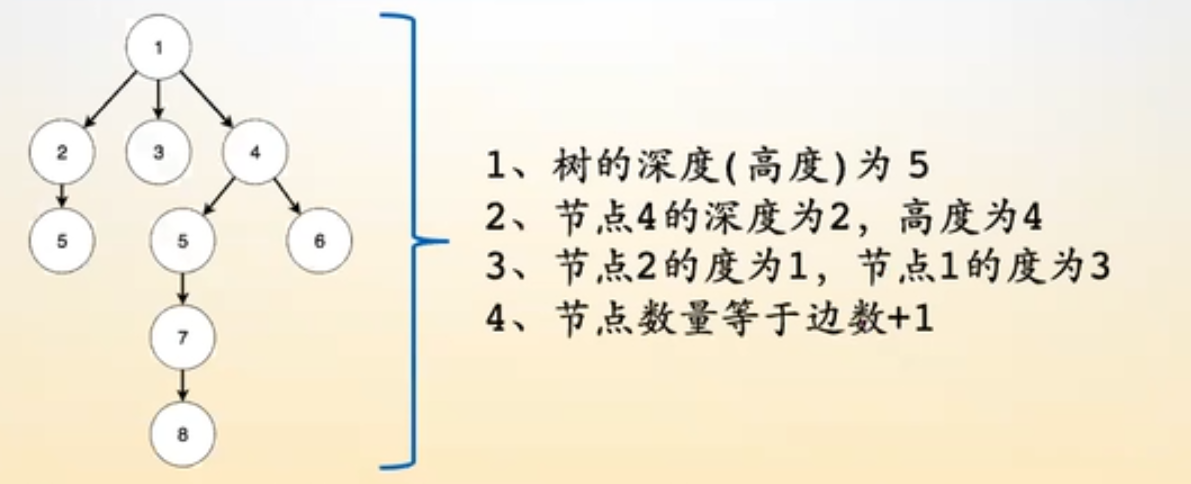 1
2 3 4
5 5 6
7
8
1、树的深度(高度)为 5
2、节点4的深度为2，高度为4
3、节点2的度为1，节点1的度为3
4、节点数量等于边数+1